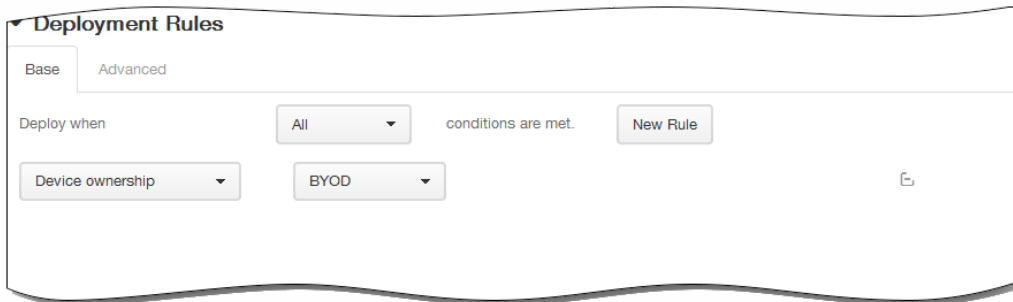 Deployment Rules
Base Advanced
Deploy when All conditions are met. New Rule
Device ownership BYOD